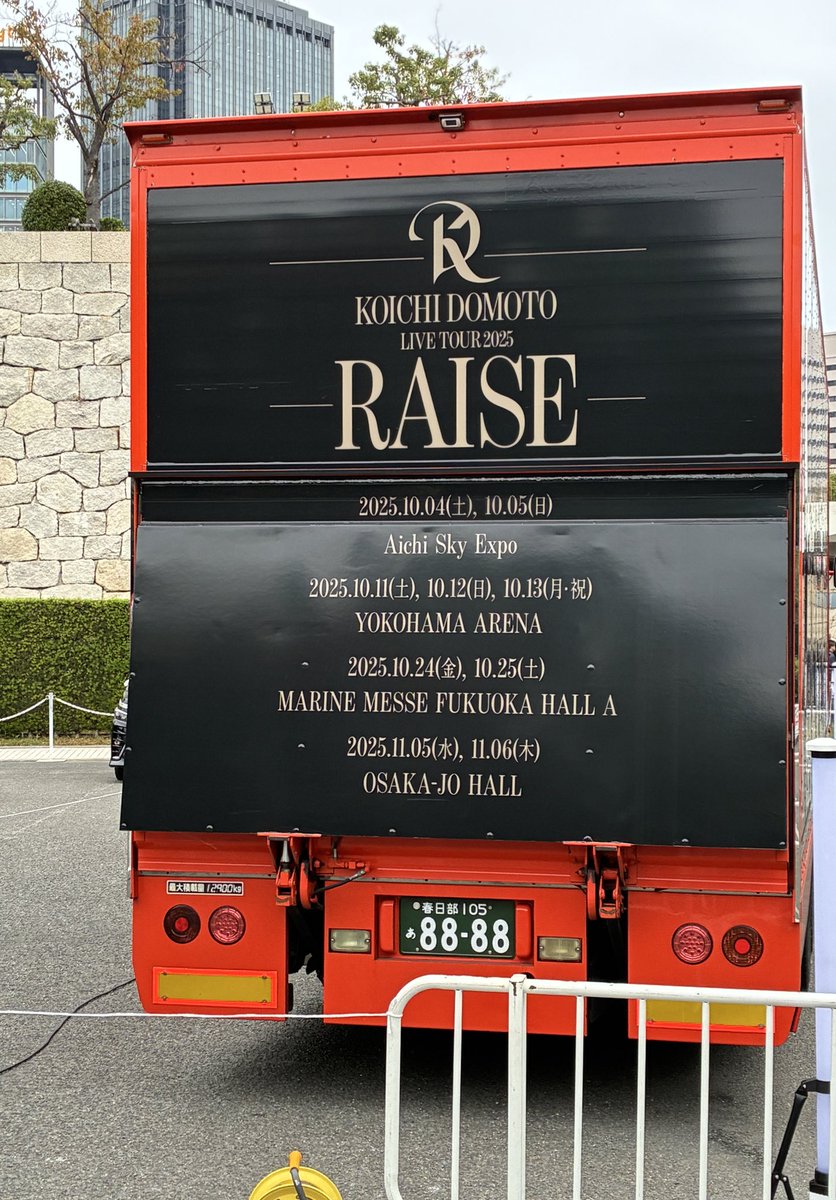 KOICHI DOMOTO
LIVE TOUR 2025
RAISE
2025.10.04(土), 10.05(日)
Aichi Sky Expo
2025.10.11(土), 10.12(日), 10.13(月·祝)
YOKOHAMA ARENA
2025.10.24(金), 10.25(土)
MARINE MESSE FUKUOKA HALL A
2025.11.05(水), 11.06(木)
OSAKA-JO HALL
最大積載量 12900kg
春日部 105
あ 88-88